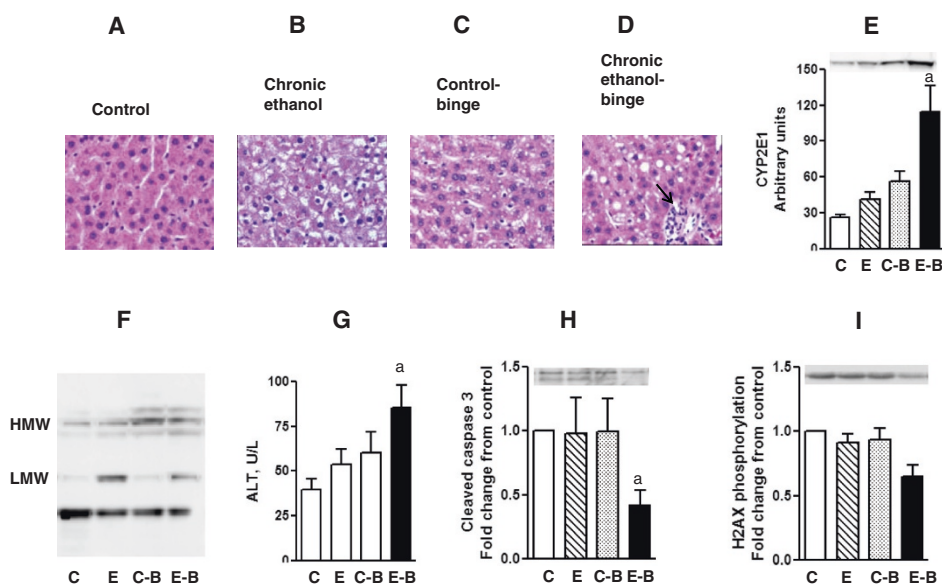 A
B
C
D
E
Control
Chronic
ethanol
Control-
binge
Chronic
ethanol-
binge
CYP2E1
Arbitrary units
150
120
90
60
30
0
a
C E C-B E-B
F
G
H
I
HMW
LMW
C E C-B E-B
ALT, U/L
100
75
50
25
0
a
C E C-B E-B
Cleaved caspase 3
Fold change from control
1.5
1.0
0.5
0.0
a
C E C-B E-B
H2AX phosphorylation
Fold change from control
1.5
1.0
0.5
0.0
C E C-B E-B